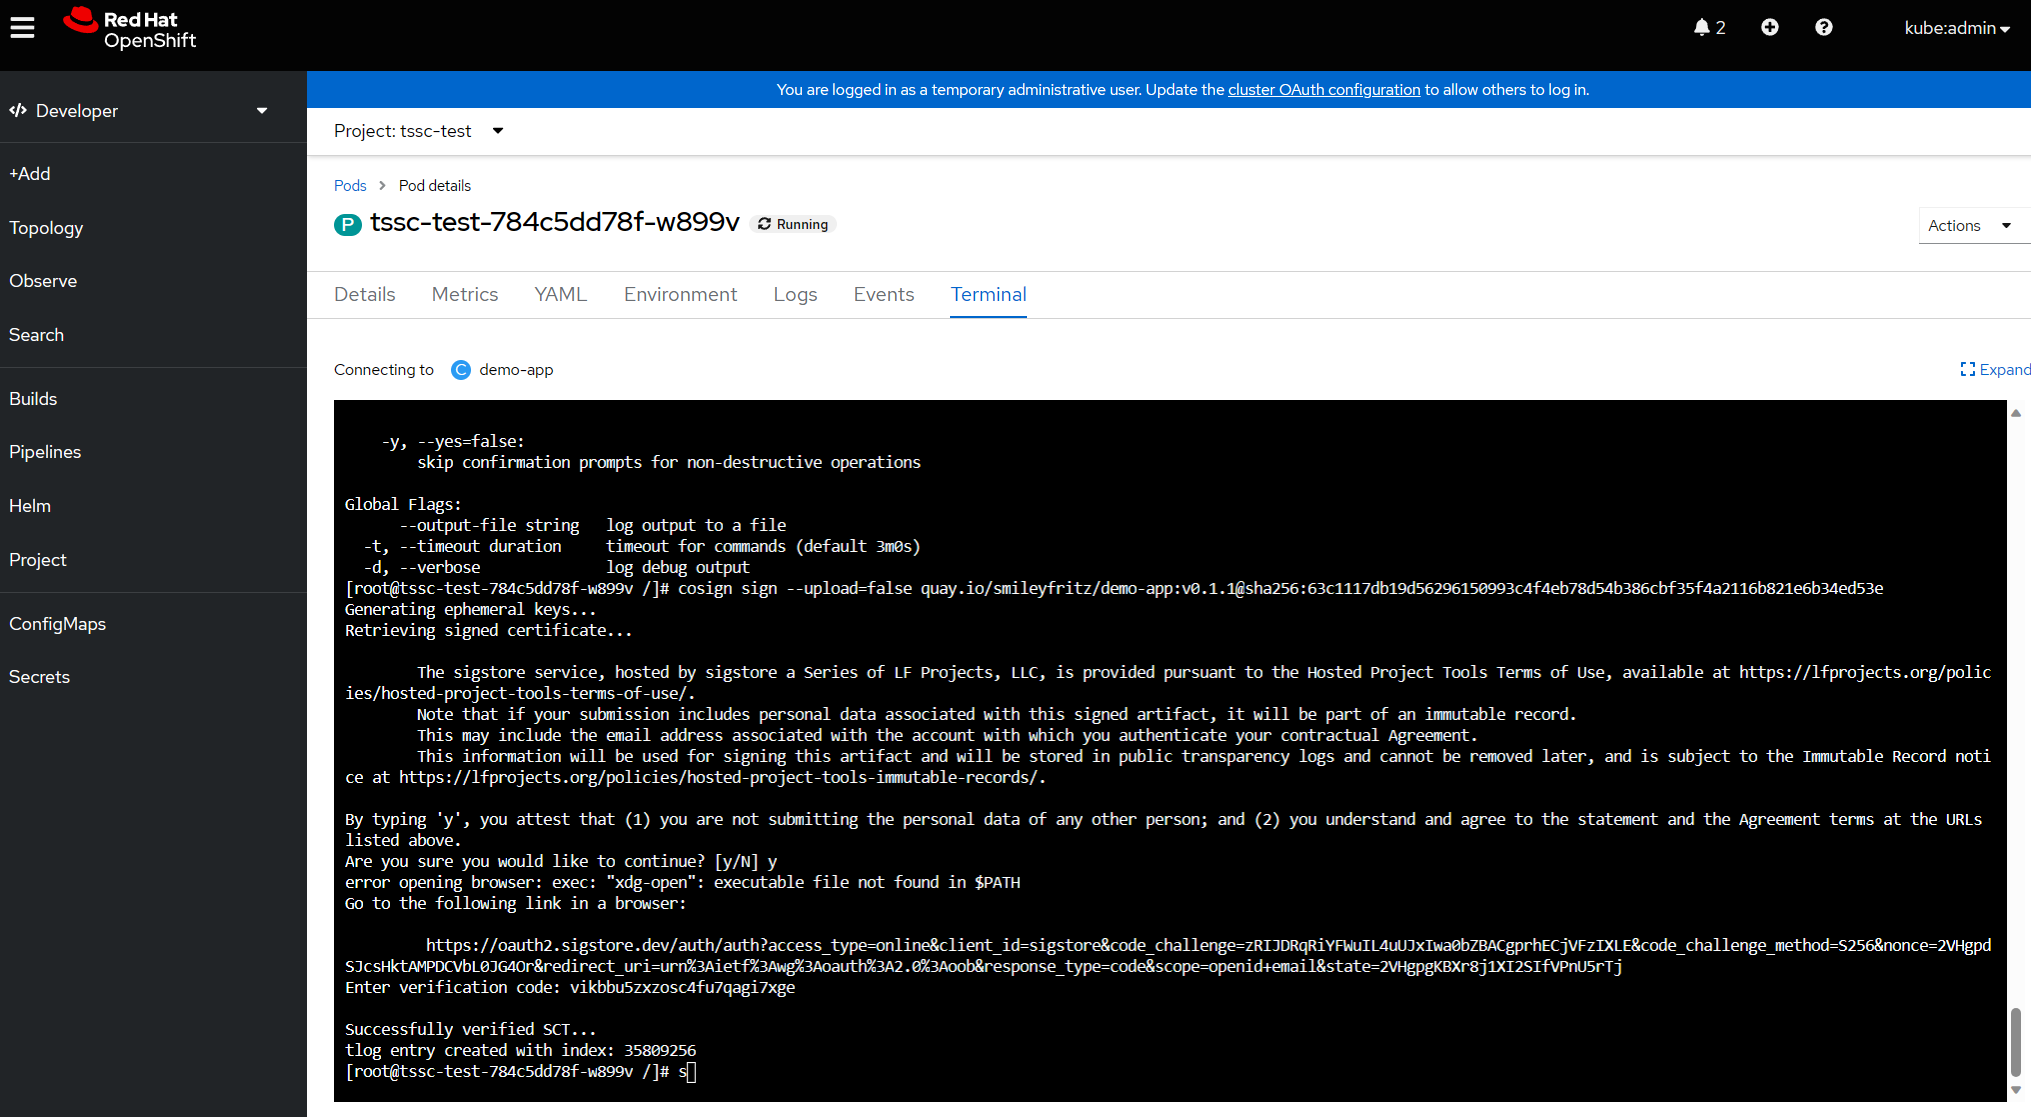 Red Hat
OpenShift
2
kube:admin
Developer
You are logged in as a temporary administrative user. Update the cluster OAuth configuration to allow others to log in.
Project: tssc-test
+Add
Topology
Observe
Search
Builds
Pipelines
Helm
Project
ConfigMaps
Secrets
Pods > Pod details
P tssc-test-784c5dd78f-w899v Running
Actions
Details Metrics YAML Environment Logs Events Terminal
Connecting to C demo-app
Expand
-y, --yes=false:
skip confirmation prompts for non-destructive operations
Global Flags:
--output-file string log output to a file
-t, --timeout duration timeout for commands (default 3m0s)
-d, --verbose log debug output
[root@tssc-test-784c5dd78f-w899v /]# cosign sign --upload=false quay.io/smileyfritz/demo-app:v0.1.1@sha256:63c1117db19d56296150993c4f4eb78d54b386cbf35f4a2116b821e6b34ed53e
Generating ephemeral keys...
Retrieving signed certificate...
The sigstore service, hosted by sigstore a Series of LF Projects, LLC, is provided pursuant to the Hosted Project Tools Terms of Use, available at https://lfprojects.org/polic
ies/hosted-project-tools-terms-of-use/.
Note that if your submission includes personal data associated with this signed artifact, it will be part of an immutable record.
This may include the email address associated with the account with which you authenticate your contractual Agreement.
This information will be used for signing this artifact and will be stored in public transparency logs and cannot be removed later, and is subject to the Immutable Record noti
ce at https://lfprojects.org/policies/hosted-project-tools-immutable-records/.
By typing 'y', you attest that (1) you are not submitting the personal data of any other person; and (2) you understand and agree to the statement and the Agreement terms at the URLs
listed above.
Are you sure you would like to continue? [y/N] y
error opening browser: exec: "xdg-open": executable file not found in $PATH
Go to the following link in a browser:
https://oauth2.sigstore.dev/auth/auth?access_type=online&client_id=sigstore&code_challenge=zRIJDRqRiYFWuIL4uUJxIwa0bZBACgprhECjVFzIXLE&code_challenge_method=S256&nonce=2VHgpd
SJcsHktAMPDCVbL0JG4Or&redirect_uri=urn%3Aietf%3Awg%3Aoauth%3A2.0%3Aoob&response_type=code&scope=openid+email&state=2VHgpgKBXr8j1XI2SIfVPnU5rTj
Enter verification code: vikbbu5zxzosc4fu7qagi7xge
Successfully verified SCT...
tlog entry created with index: 35809256
[root@tssc-test-784c5dd78f-w899v /]# s